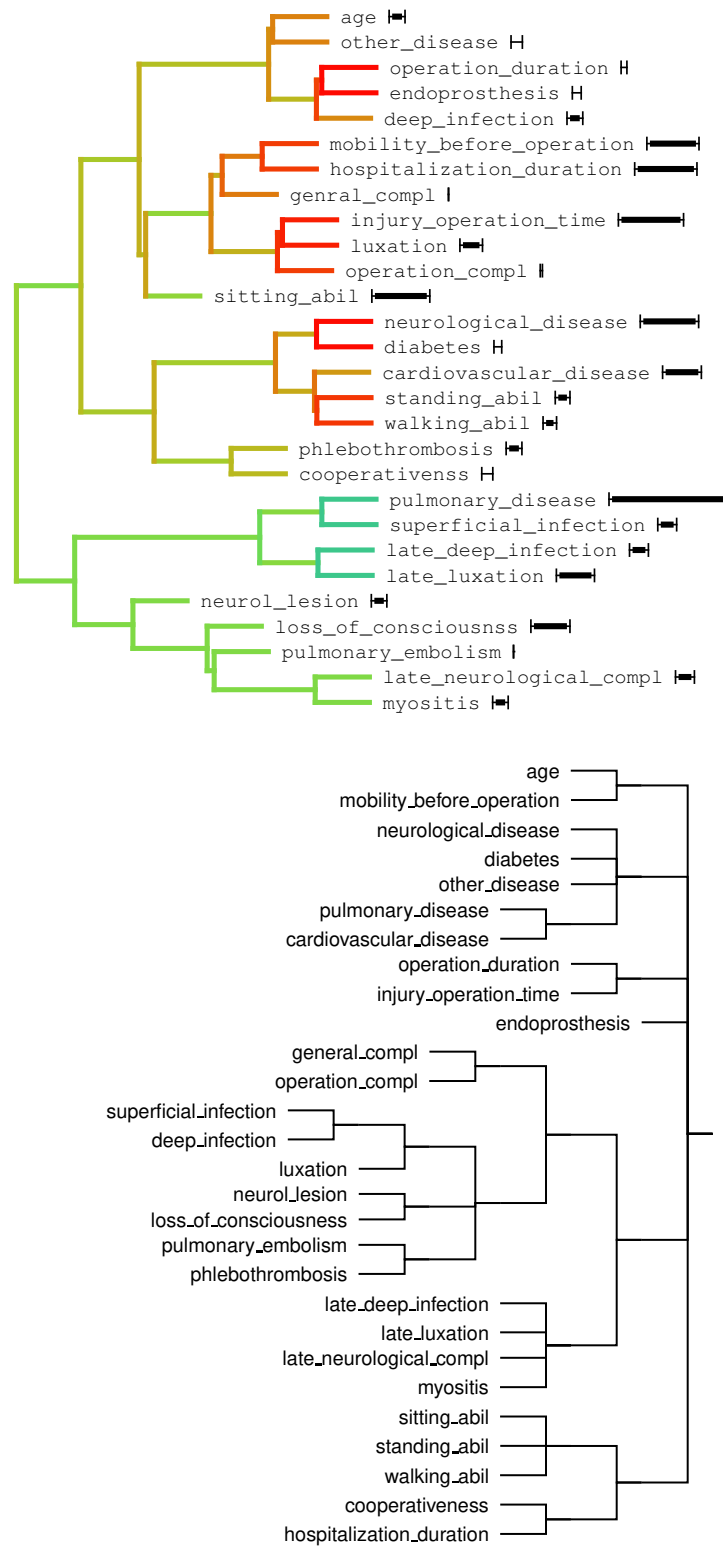 age
other_disease
operation_duration
endoprosthesis
deep_infection
mobility_before_operation
hospitalization_duration
genral_compl
injury_operation_time
luxation
operation_compl
sitting_abil
neurological_disease
diabetes
cardiovascular_disease
standing_abil
walking_abil
phlebothrombosis
cooperativenss
pulmonary_disease
superficial_infection
late_deep_infection
late_luxation
neurol_lesion
loss_of_consciousnss
pulmonary_embolism
late_neurological_compl
myositis
age
mobility_before_operation
neurological_disease
diabetes
other_disease
pulmonary_disease
cardiovascular_disease
operation_duration
injury_operation_time
endoprosthesis
general_compl
operation_compl
superficial_infection
deep_infection
luxation
neurol_lesion
loss_of_consciousness
pulmonary_embolism
phlebothrombosis
late_deep_infection
late_luxation
late_neurological_compl
myositis
sitting_abil
standing_abil
walking_abil
cooperativeness
hospitalization_duration